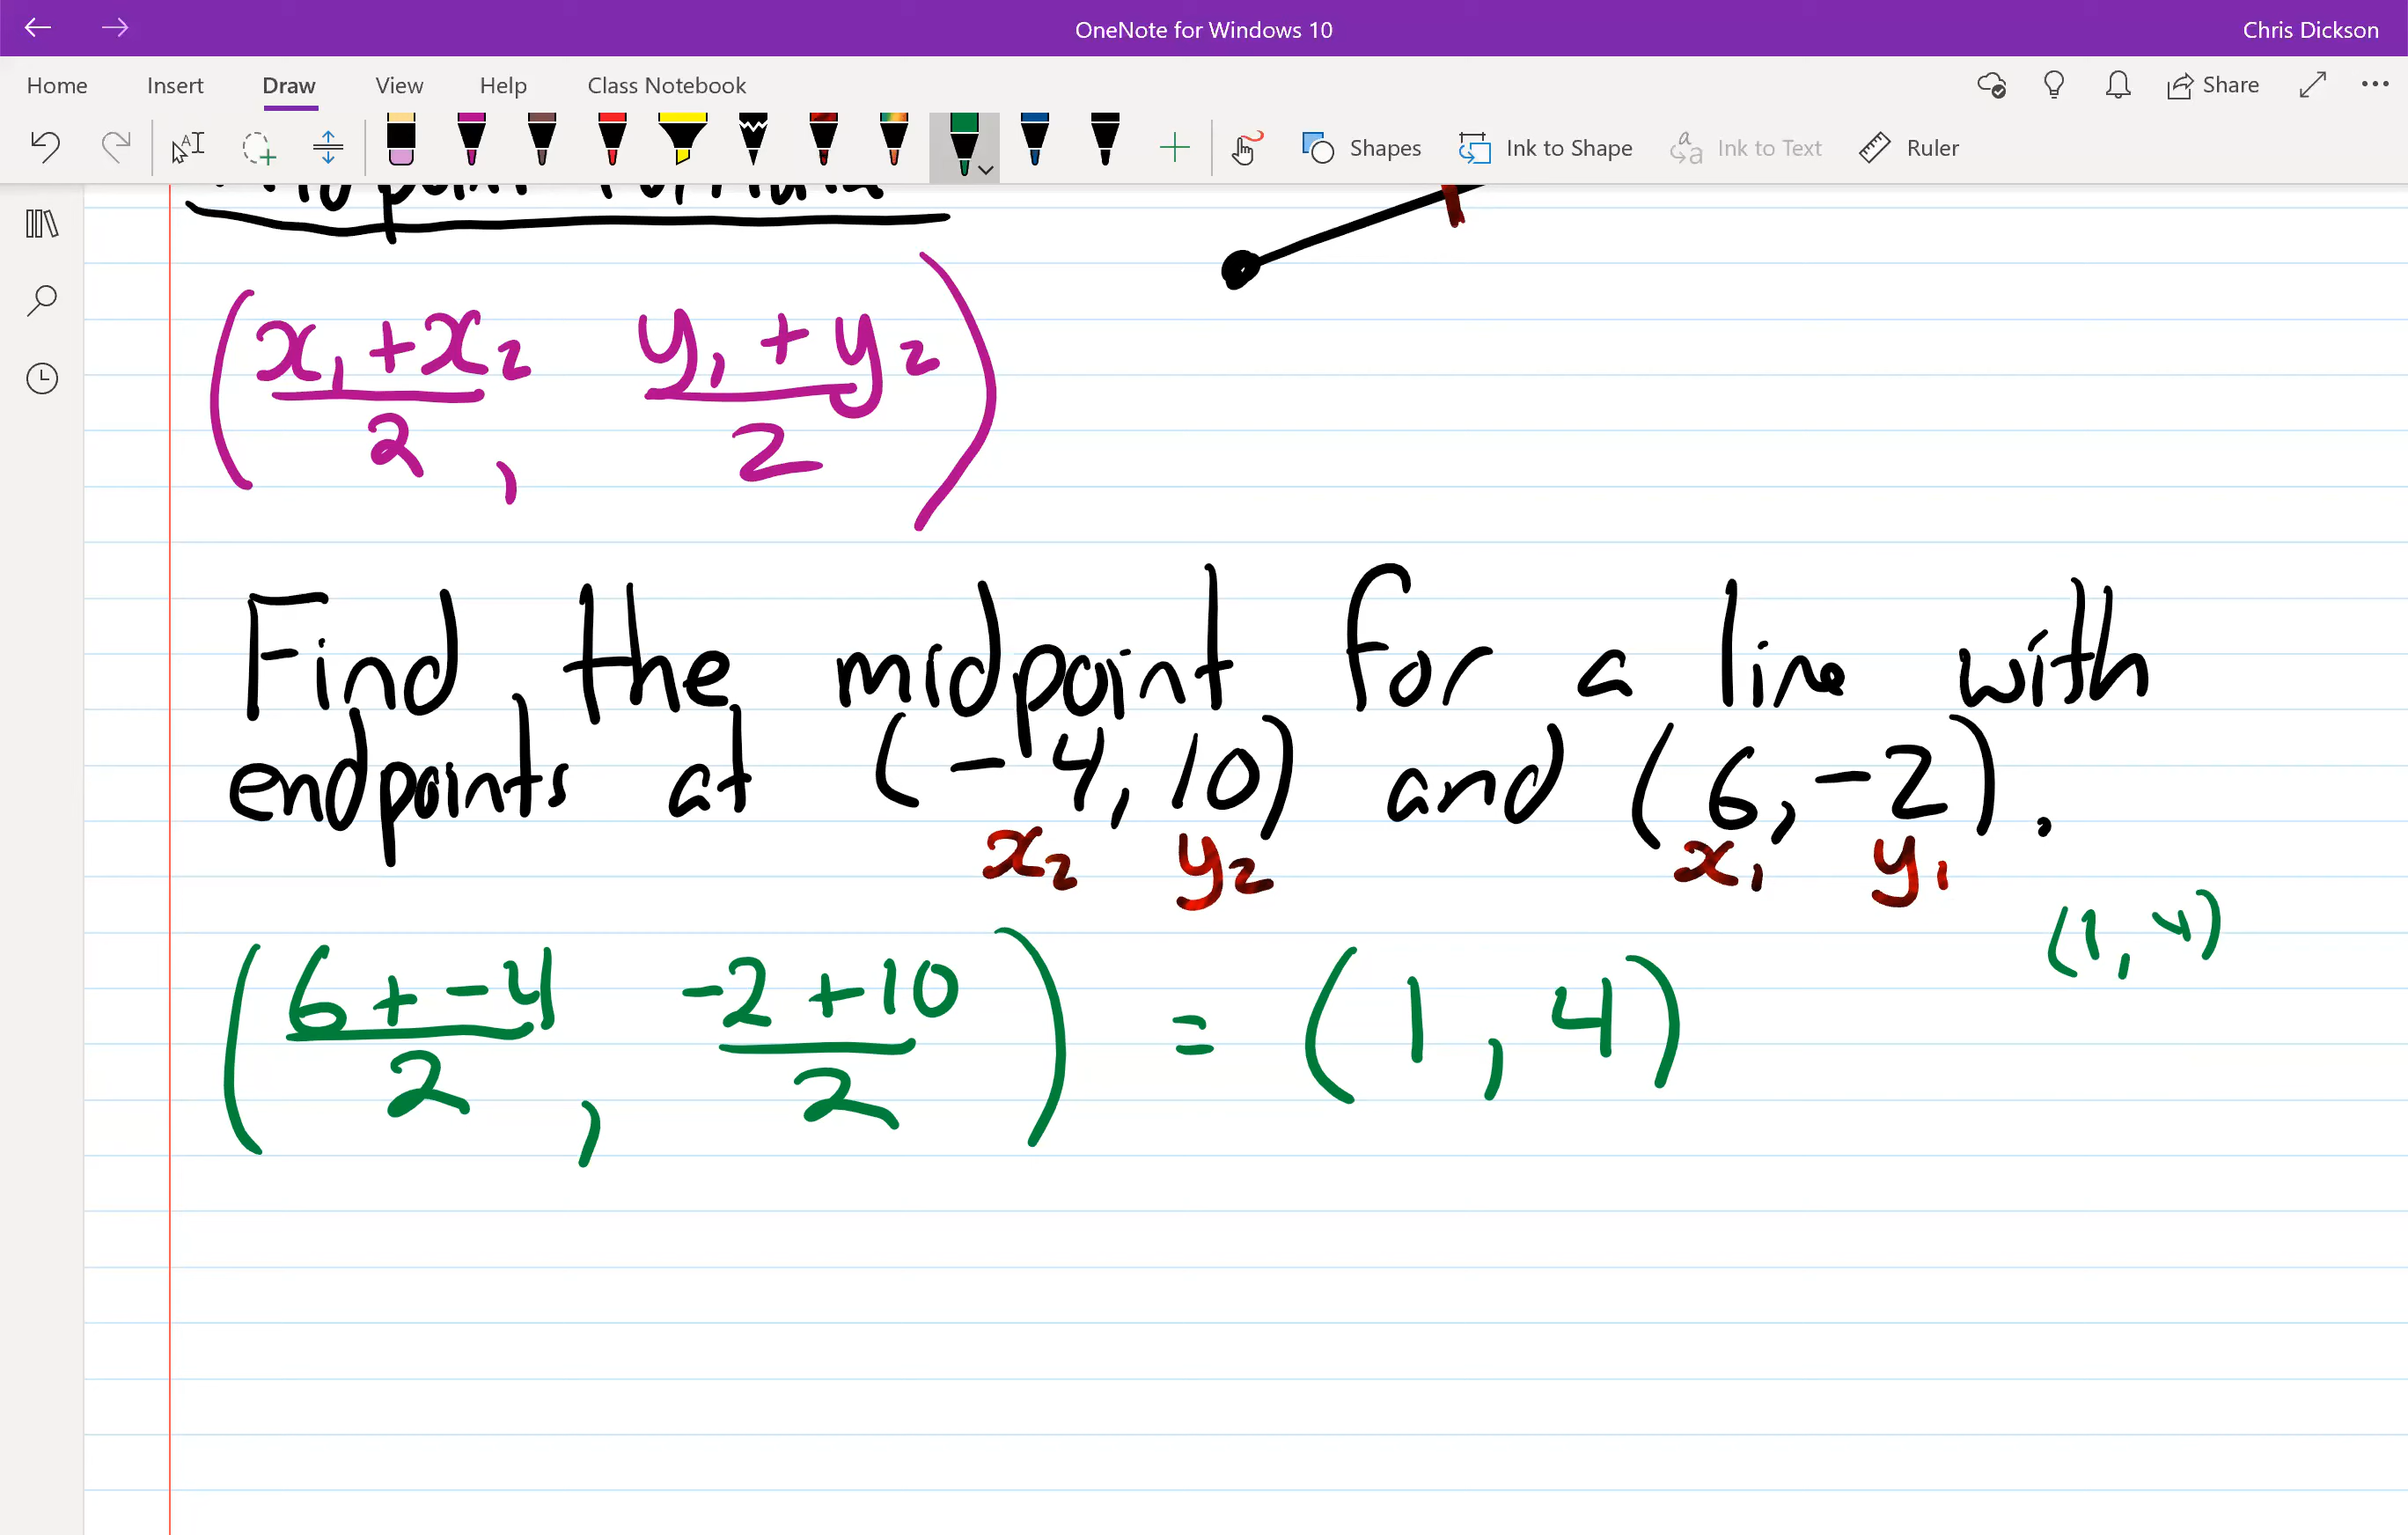 OneNote for Windows 10
Chris Dickson
Home Insert Draw View Help Class Notebook Share
Shapes Ink to Shape Ink to Text Ruler
Midpoint Formula
(x₁+x₂/2, y₁+y₂/2)
Find the midpoint for a line with
endpoints at (-4, 10) and (6, -2).
x₂ y₂ x₁ y₁
(1, 4)
(6+-4/2, -2+10/2) = (1, 4)